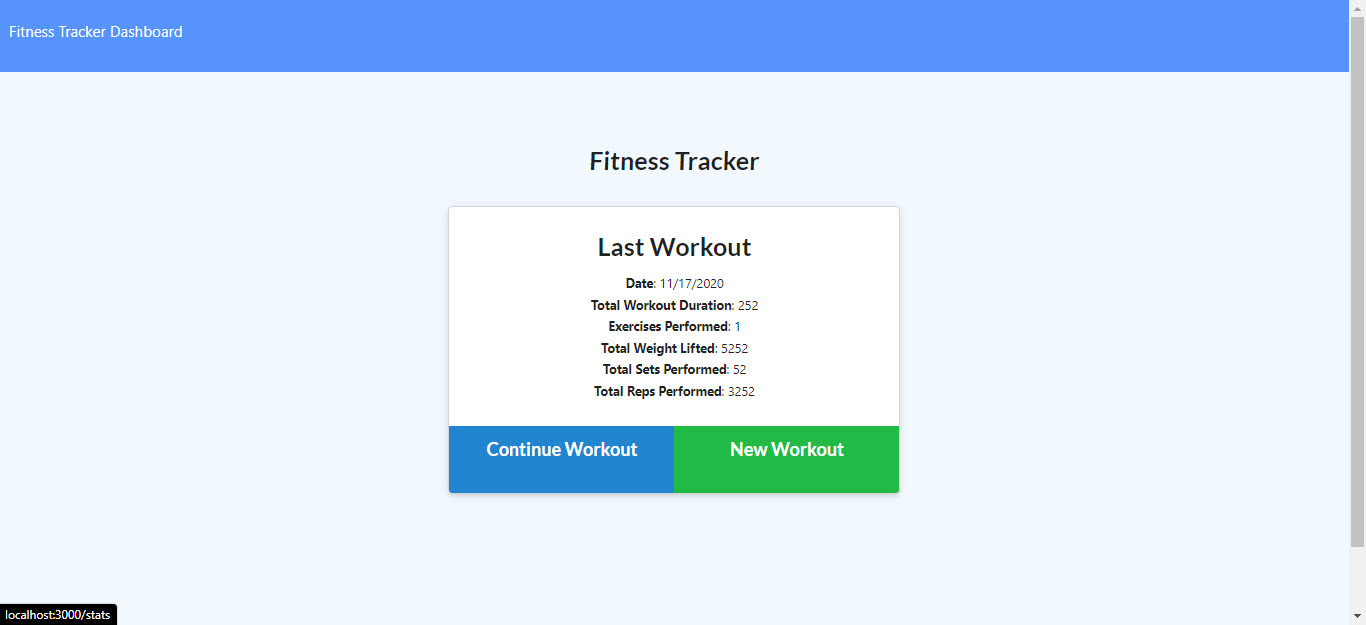 Fitness Tracker Dashboard
Fitness Tracker
Last Workout
Date: 11/17/2020
Total Workout Duration: 252
Exercises Performed: 1
Total Weight Lifted: 5252
Total Sets Performed: 52
Total Reps Performed: 3252
Continue Workout New Workout
localhost:3000/stats